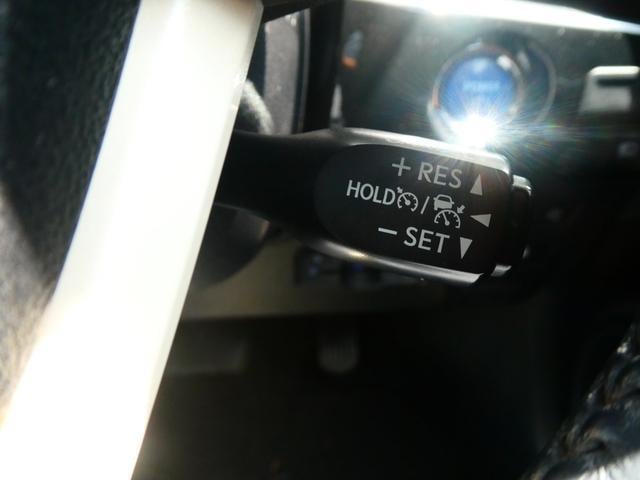 + RES
HOLD /
- SET